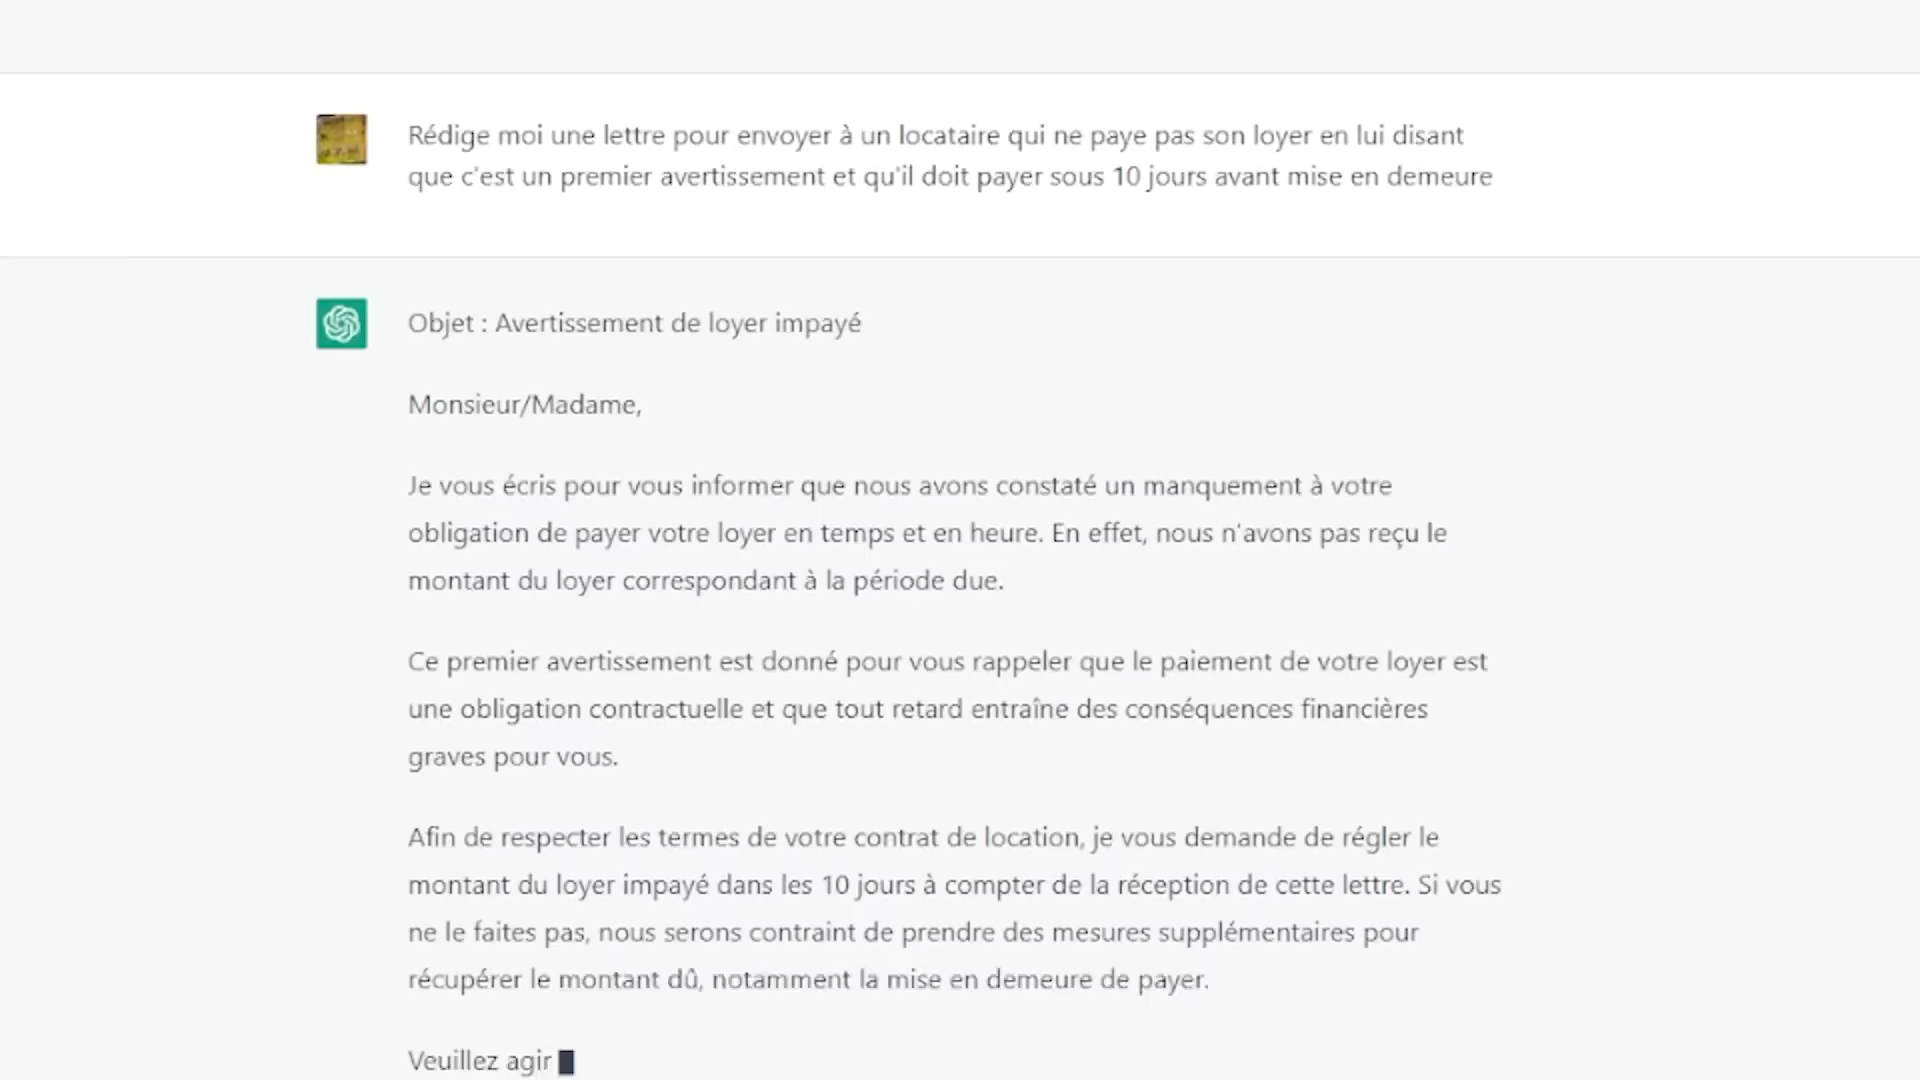 Rédige moi une lettre pour envoyer à un locataire qui ne paye pas son loyer en lui disant
que c'est un premier avertissement et qu'il doit payer sous 10 jours avant mise en demeure
Objet : Avertissement de loyer impayé
Monsieur/Madame,
Je vous écris pour vous informer que nous avons constaté un manquement à votre
obligation de payer votre loyer en temps et en heure. En effet, nous n'avons pas reçu le
montant du loyer correspondant à la période due.
Ce premier avertissement est donné pour vous rappeler que le paiement de votre loyer est
une obligation contractuelle et que tout retard entraîne des conséquences financières
graves pour vous.
Afin de respecter les termes de votre contrat de location, je vous demande de régler le
montant du loyer impayé dans les 10 jours à compter de la réception de cette lettre. Si vous
ne le faites pas, nous serons contraint de prendre des mesures supplémentaires pour
récupérer le montant dû, notamment la mise en demeure de payer.
Veuillez agir